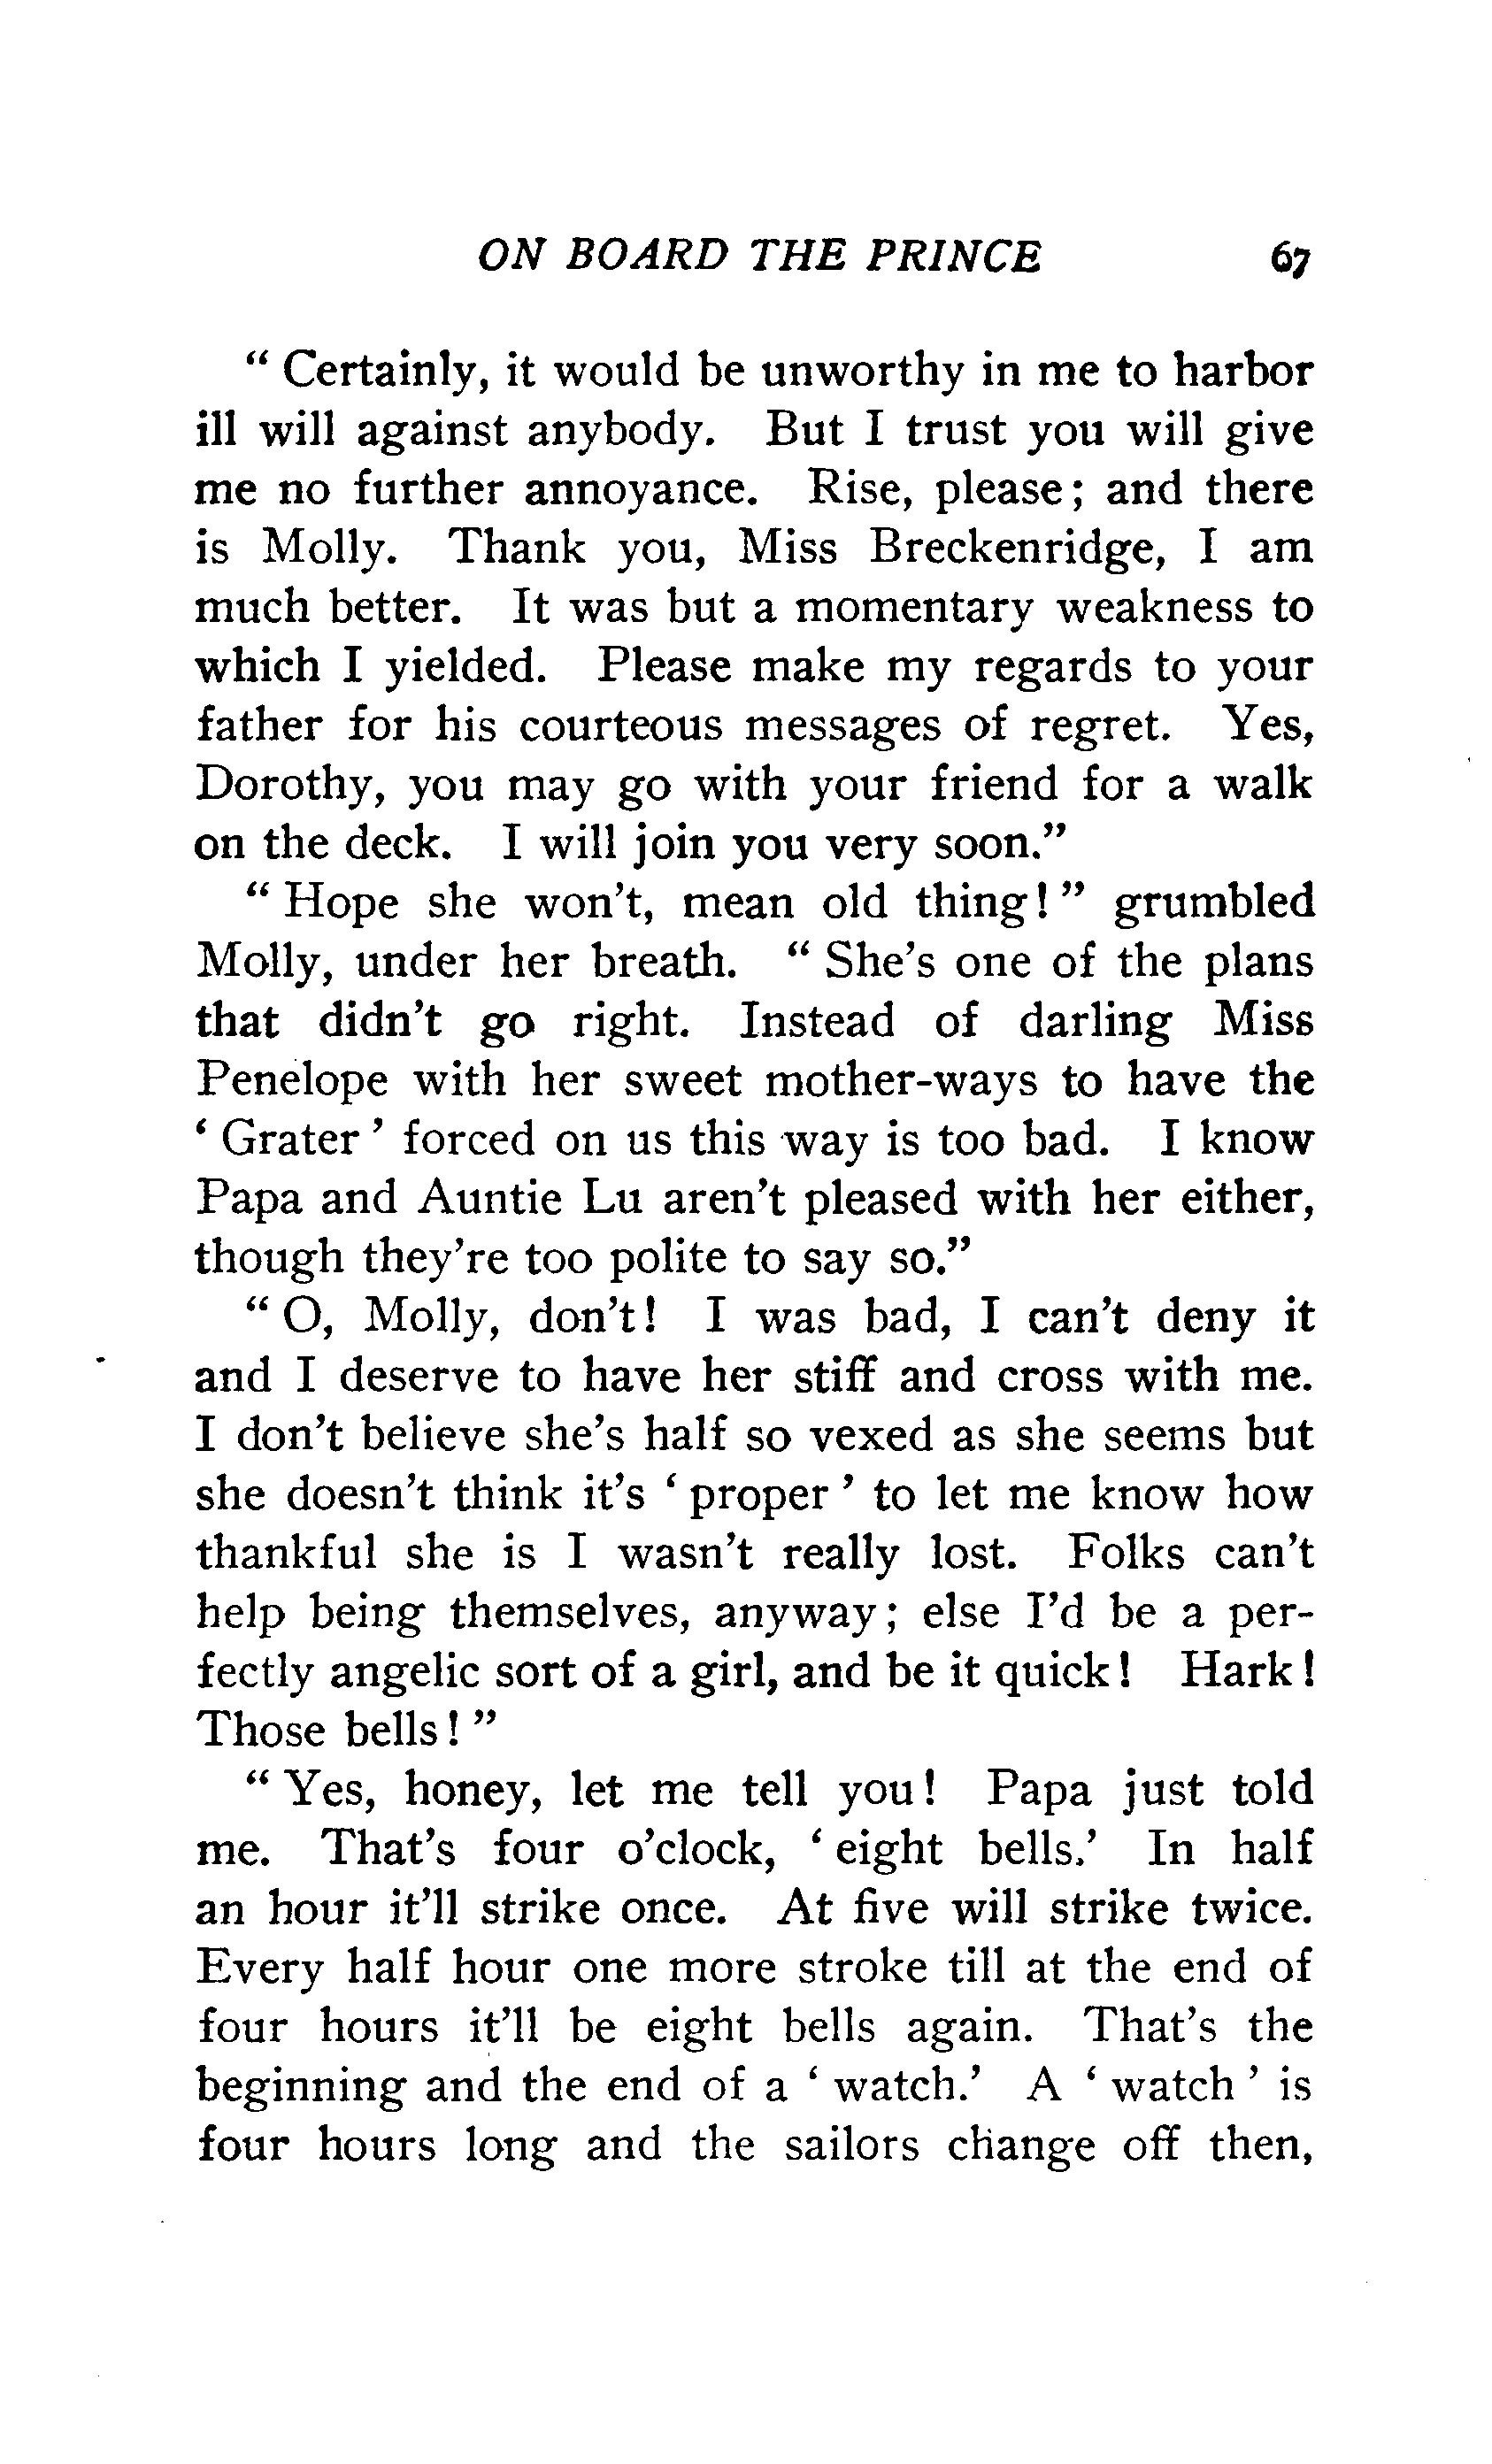 ON BOARD THE PRINCE 67
" Certainly, it would be unworthy in me to harbor
ill will against anybody. But I trust you will give
me no further annoyance. Rise, please; and there
is Molly. Thank you, Miss Breckenridge, I am
much better. It was but a momentary weakness to
which I yielded. Please make my regards to your
father for his courteous messages of regret. Yes,
Dorothy, you may go with your friend for a walk
on the deck. I will join you very soon."
" Hope she won't, mean old thing! " grumbled
Molly, under her breath. " She's one of the plans
that didn't go right. Instead of darling Miss
Penelope with her sweet mother-ways to have the
' Grater ' forced on us this way is too bad. I know
Papa and Auntie Lu aren't pleased with her either,
though they're too polite to say so."
" O, Molly, don't! I was bad, I can't deny it
and I deserve to have her stiff and cross with me.
I don't believe she's half so vexed as she seems but
she doesn't think it's ' proper ' to let me know how
thankful she is I wasn't really lost. Folks can't
help being themselves, anyway; else I'd be a per-
fectly angelic sort of a girl, and be it quick! Hark!
Those bells! "
" Yes, honey, let me tell you! Papa just told
me. That's four o'clock, ' eight bells.' In half
an hour it'll strike once. At five will strike twice.
Every half hour one more stroke till at the end of
four hours it'll be eight bells again. That's the
beginning and the end of a ' watch.' A ' watch ' is
four hours long and the sailors change off then,